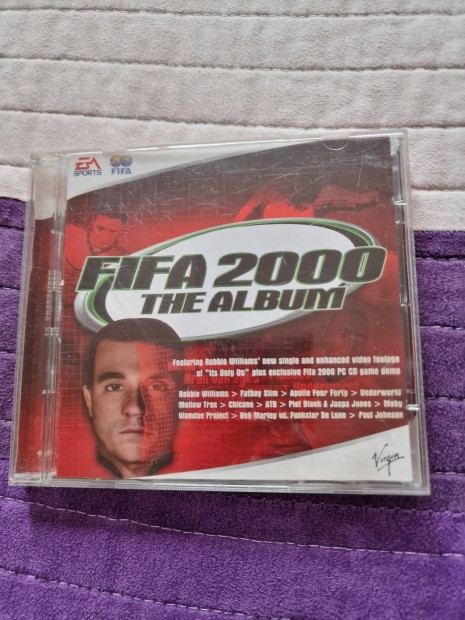 EA
SPORTS
FIFA
FIFA 2000
THE ALBUM
Featuring Robbie Williams' new single and enhanced video footage
of "Its Only Us" plus exclusive Fifa 2000 PC CD game demo
Robbie Williams > Fatboy Slim > Apollo Four Forty > Underworld
Mellow Trax > Chicane > ATB > Piet Blank & Jaspa Jones > Moby
Wamdue Project > Bob Marley vs. Funkstar De Luxe > Paul Johnson
Virgin